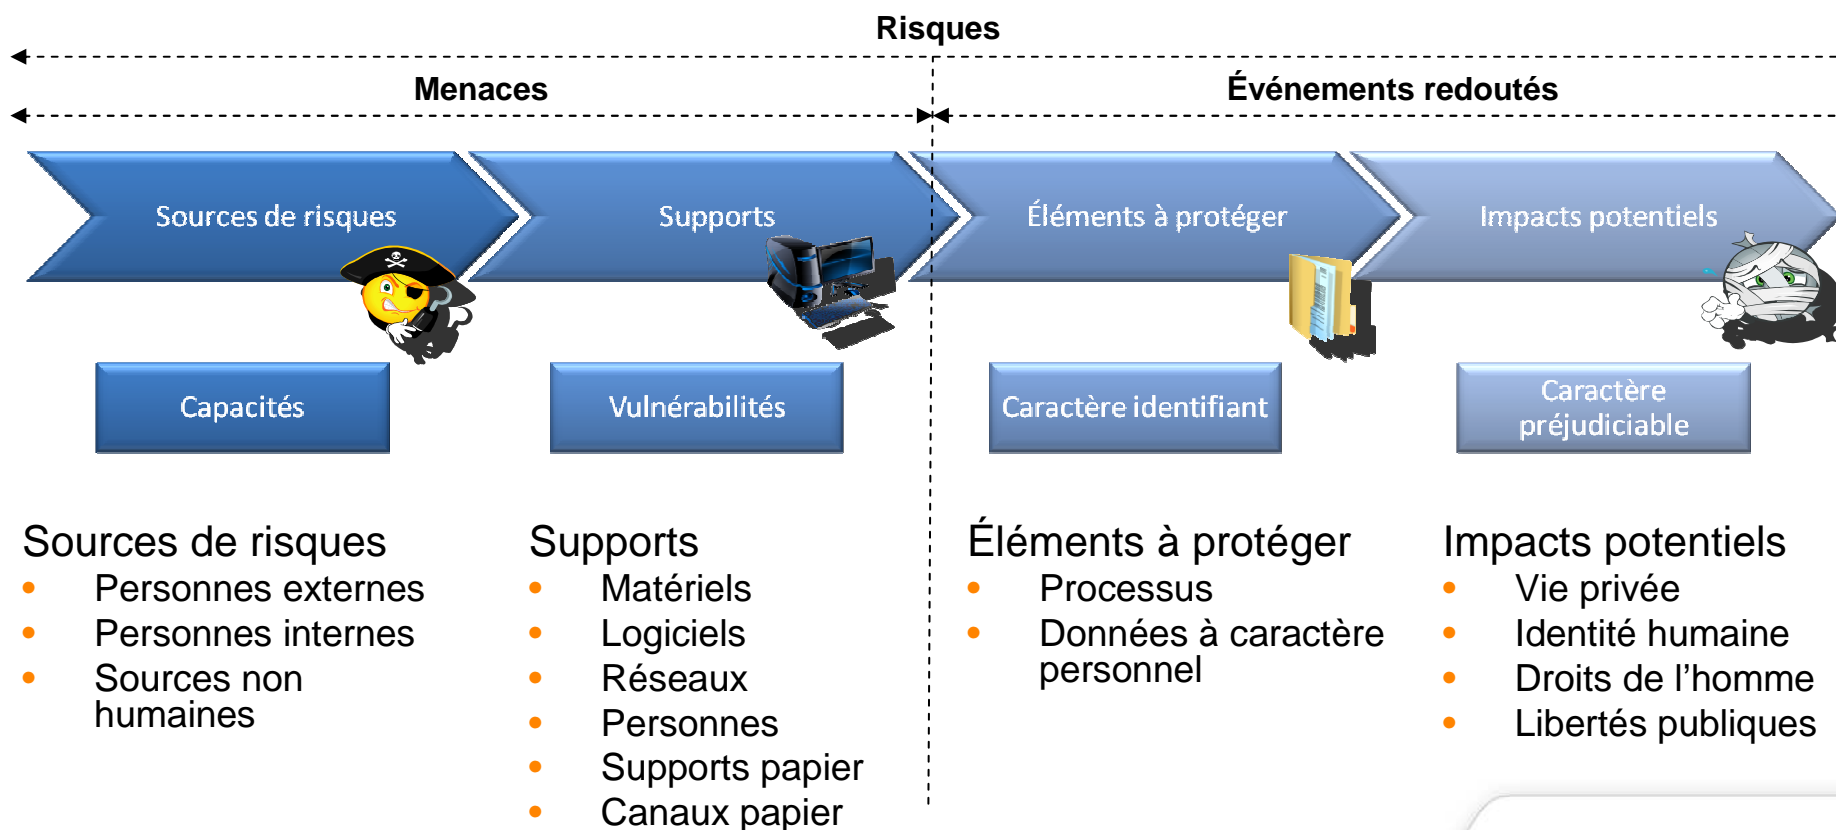 Risques
Menaces
Événements redoutés
Sources de risques
Supports
Éléments à protéger
Impacts potentiels
Capacités
Vulnérabilités
Caractère identifiant
Caractère
préjudiciable
Sources de risques
• Personnes externes
• Personnes internes
• Sources non
humaines
Supports
• Matériels
• Logiciels
• Réseaux
• Personnes
• Supports papier
• Canaux papier
Éléments à protéger
• Processus
• Données à caractère
personnel
Impacts potentiels
• Vie privée
• Identité humaine
• Droits de l’homme
• Libertés publiques